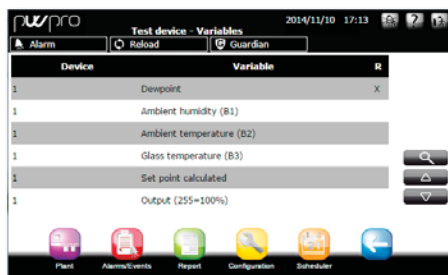 pwpro
Test device - Variables
2014/11/10 17:13
?
Alarm Reload Guardian
Device Variable R
1 Dewpoint X
1 Ambient humidity (B1)
1 Ambient temperature (B2)
1 Glass temperature (B3)
1 Set point calculated
1 Output (255=100%)
Plant Alarms/Events Report Configuration Scheduler